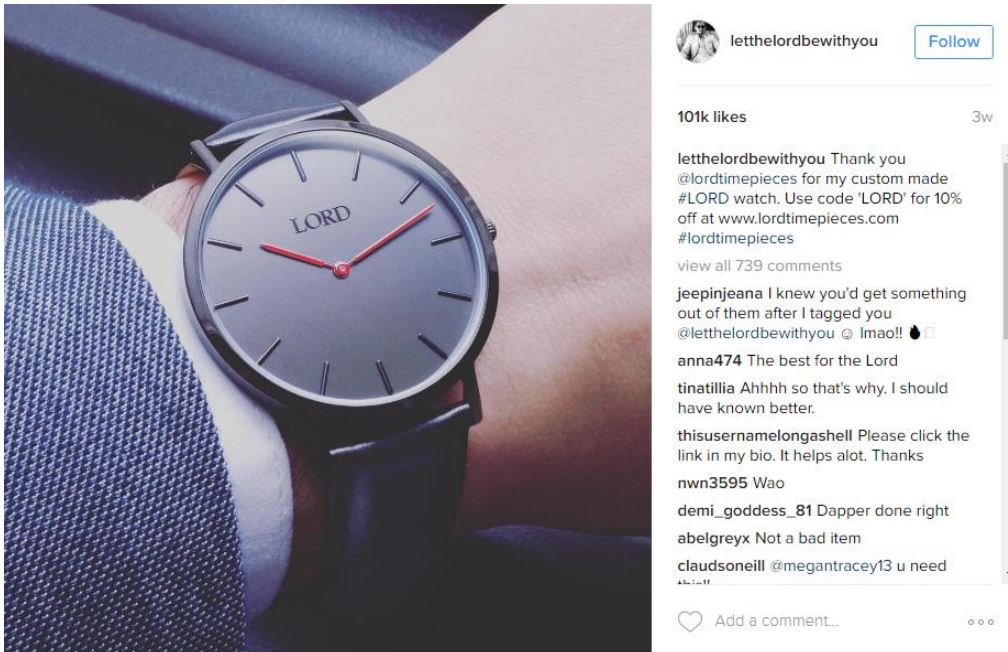 LORD
letthelordbewithyou
Follow
101k likes
3w
letthelordbewithyou Thank you
@lordtimepieces for my custom made
#LORD watch. Use code 'LORD' for 10%
off at www.lordtimepieces.com
#lordtimepieces
view all 739 comments
jeepinjeana I knew you'd get something
out of them after I tagged you
@letthelordbewithyou ☺ lmao!!
anna474 The best for the Lord
tinatillia Ahhhh so that's why. I should
have known better.
thisusernamelongashell Please click the
link in my bio. It helps alot. Thanks
nwn3595 Wao
demi_goddess_81 Dapper done right
abelgreyx Not a bad item
claudsoneill @megantracey13 u need
this!!
Add a comment...